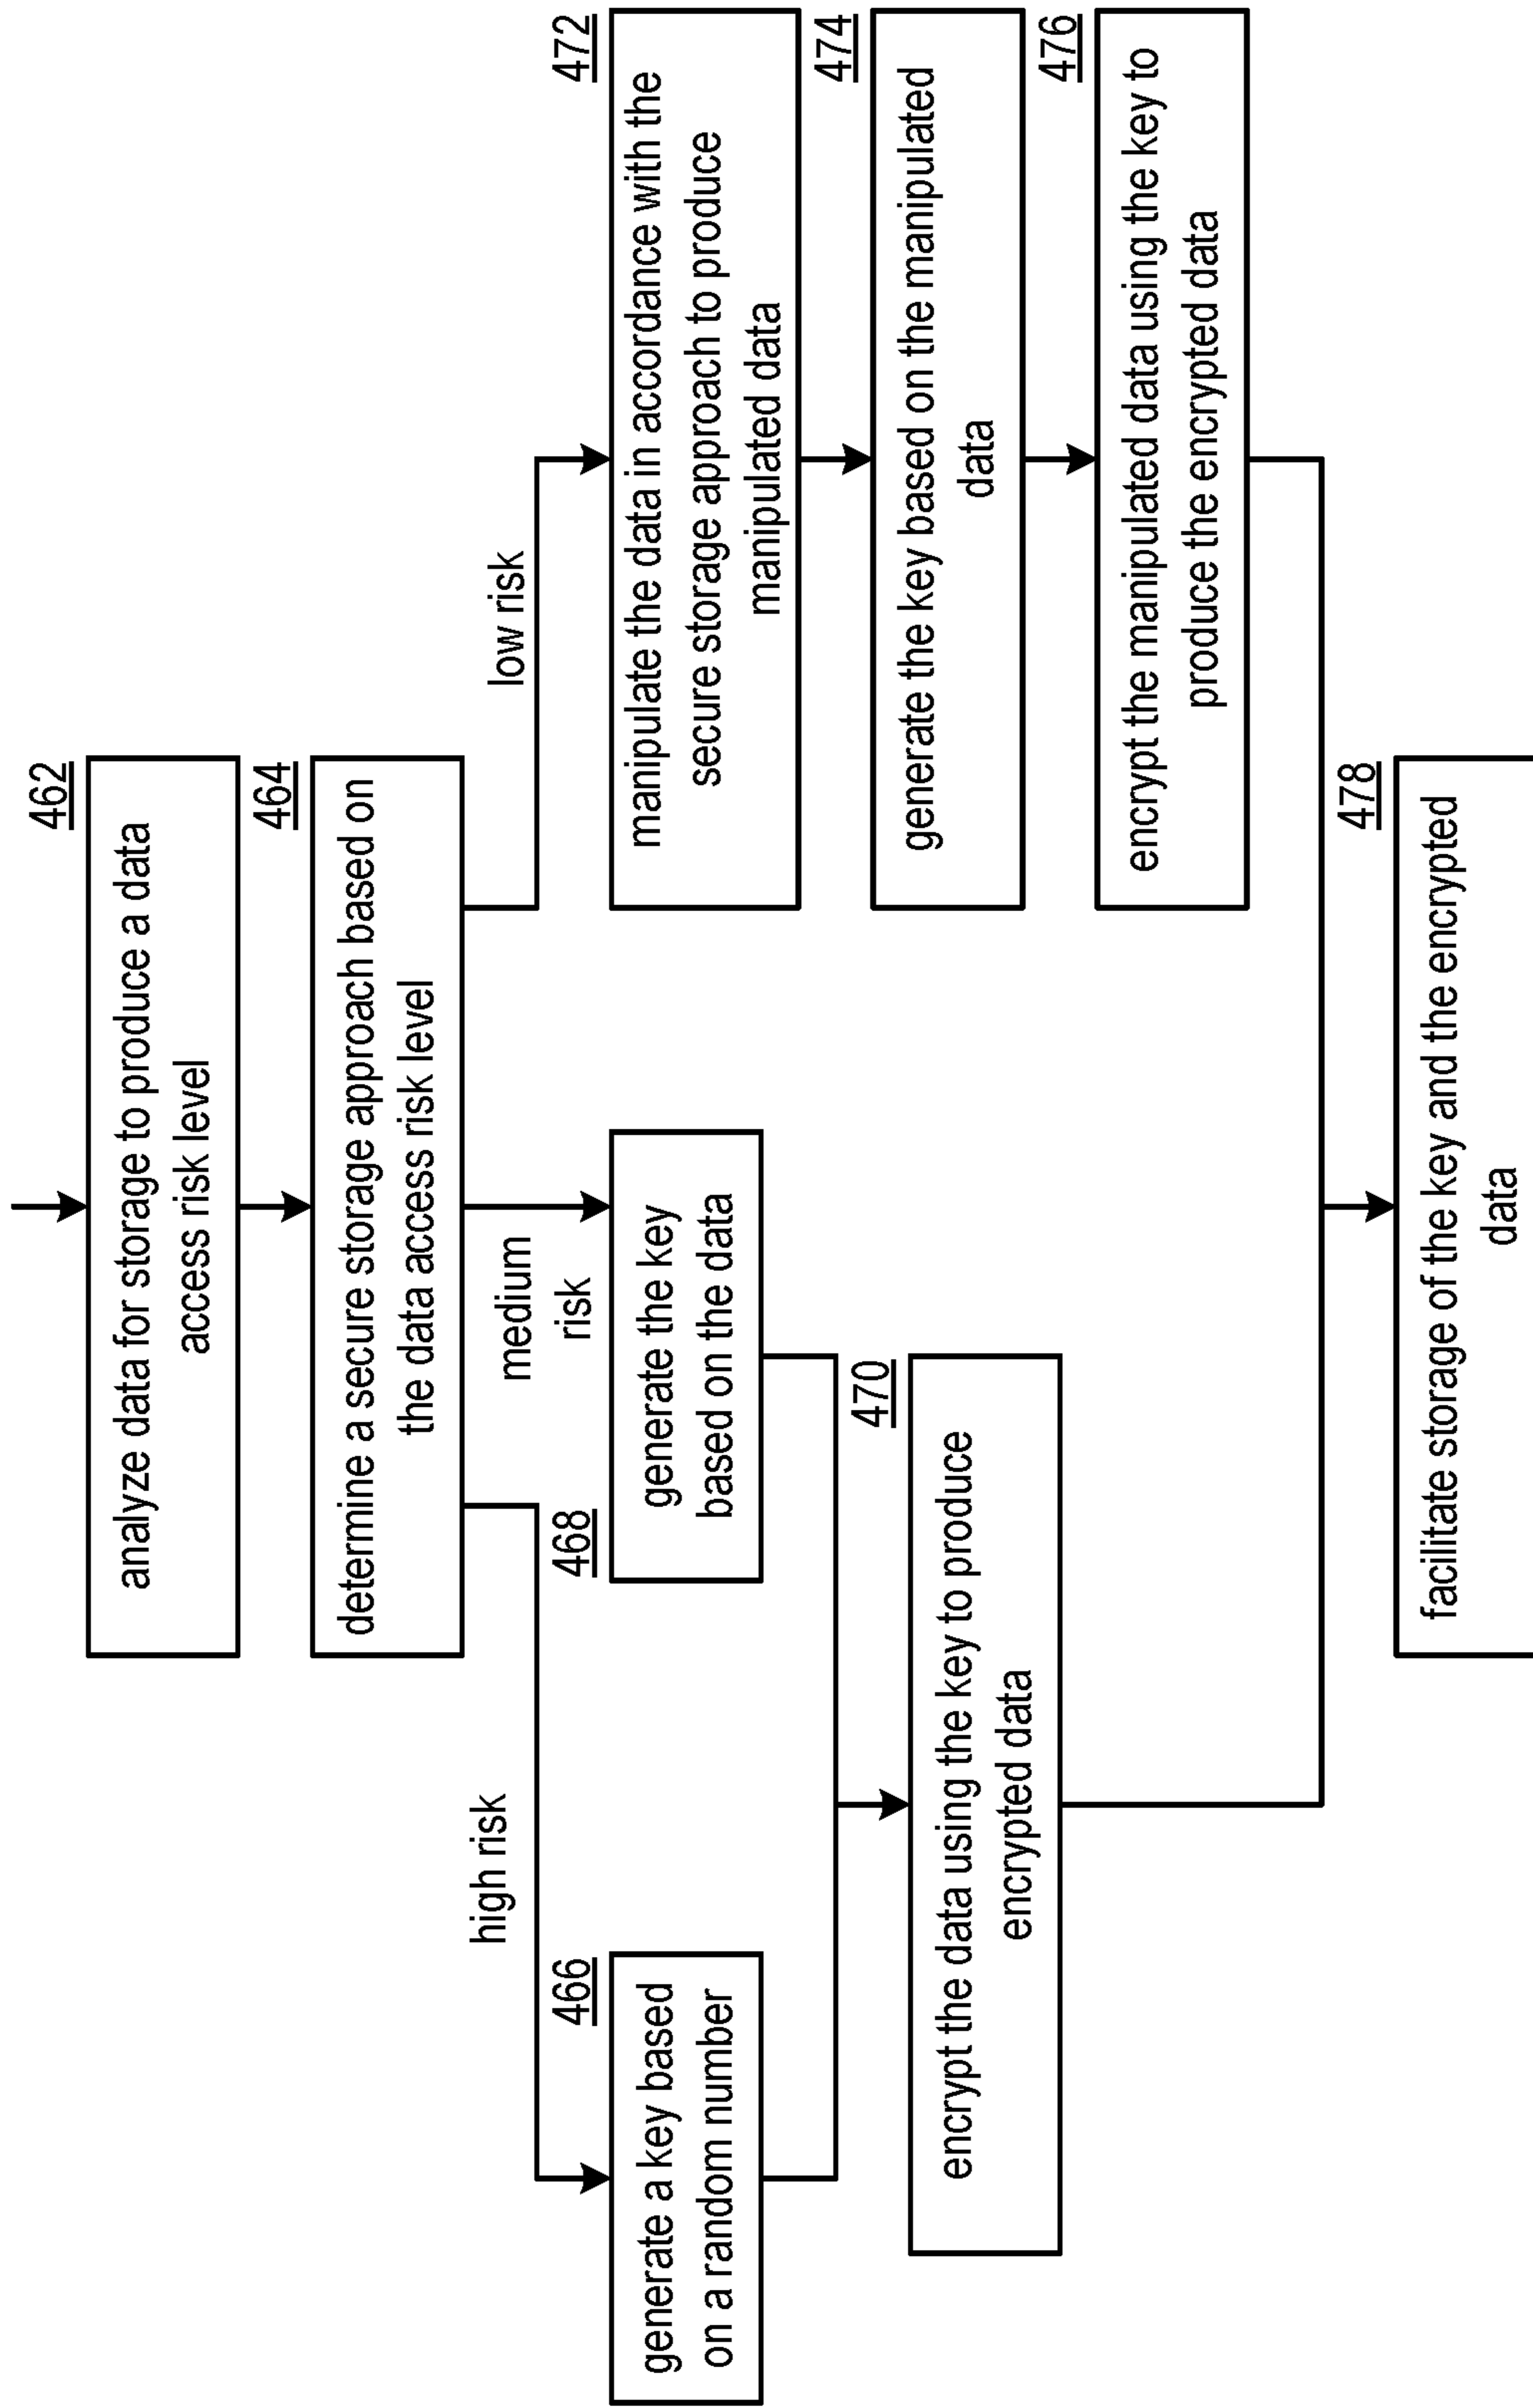 462
analyze data for storage to produce a data
access risk level
464
determine a secure storage approach based on
the data access risk level
high risk
medium
risk
low risk
466
generate a key based
on a random number
468
generate the key
based on the data
470
encrypt the data using the key to produce
encrypted data
472
manipulate the data in accordance with the
secure storage approach to produce
manipulated data
474
generate the key based on the manipulated
data
476
encrypt the manipulated data using the key to
produce the encrypted data
478
facilitate storage of the key and the encrypted
data